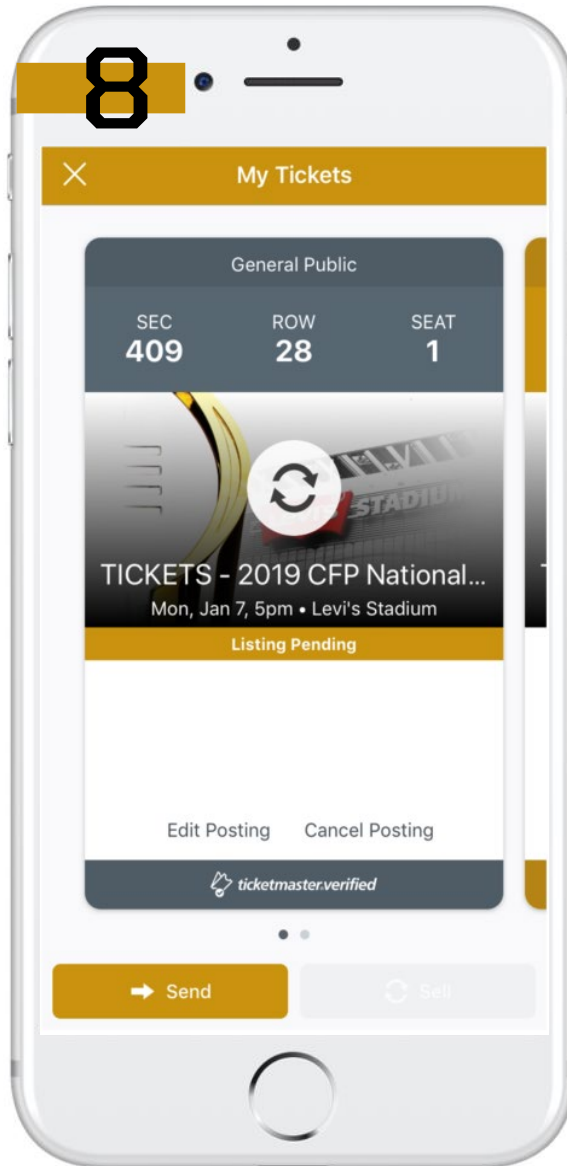 8
My Tickets
General Public
SEC ROW SEAT
409 28 1
STADIUM
TICKETS - 2019 CFP National...
Mon, Jan 7, 5pm • Levi's Stadium
Listing Pending
Edit Posting Cancel Posting
ticketmaster.verified
Send Sell